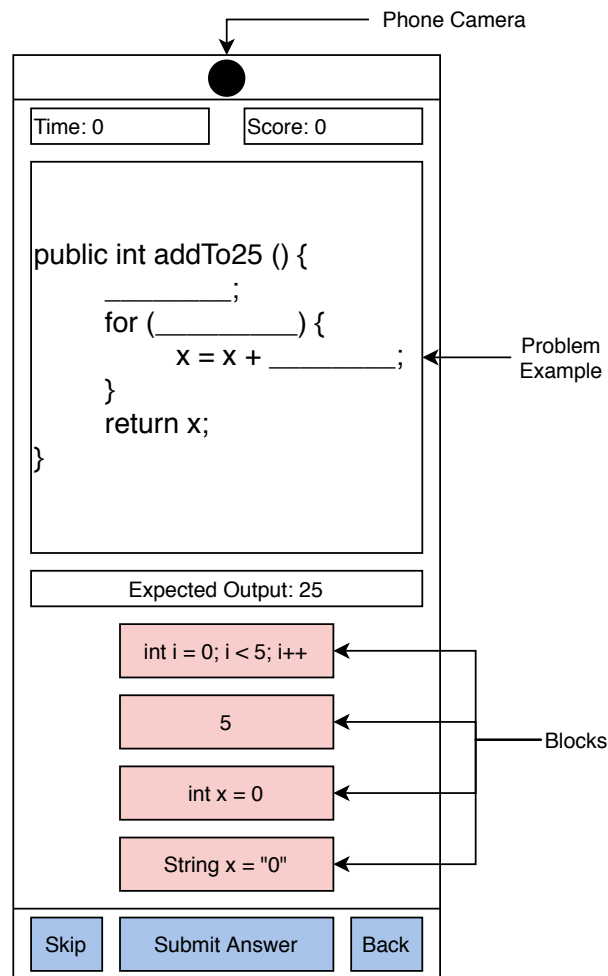 Phone Camera
Time: 0
Score: 0
public int addTo25 () {
________;
for (_________) {
x = x + ________;
}
return x;
}
Problem
Example
Expected Output: 25
int i = 0; i < 5; i++
5
int x = 0
String x = "0"
Blocks
Skip
Submit Answer
Back